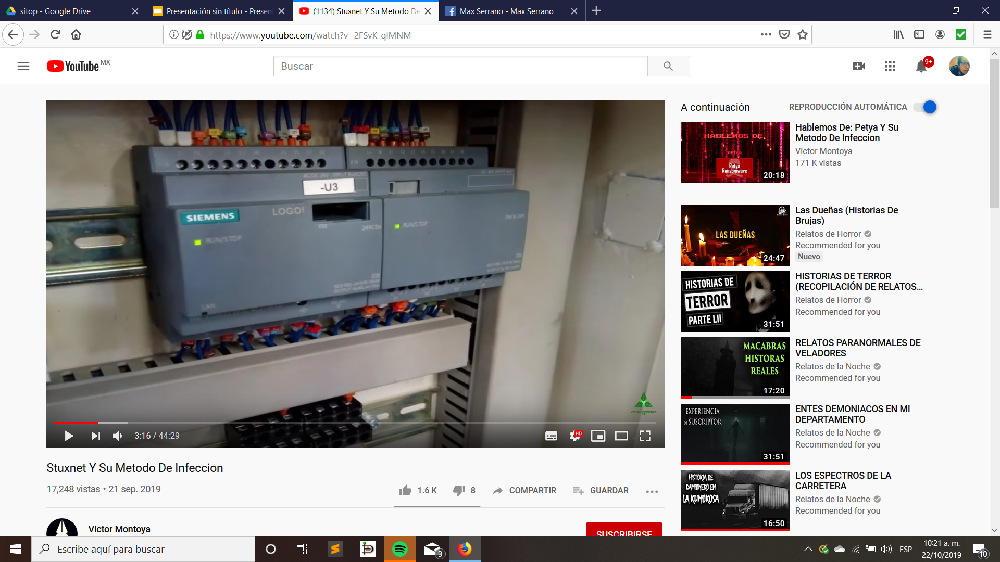 sitop - Google Drive
Presentación sin título - Present
(1134) Stuxnet Y Su Metodo De
Max Serrano - Max Serrano
https://www.youtube.com/watch?v=2FSvK-qlMNM
YouTube MX
Buscar
9+
-U3
SIEMENS
LOGO!
24RCEo
RUN/STOP
RUN/STOP
LAN
VICTOR MONTOYA
3:16 / 44:29
HD
Stuxnet Y Su Metodo De Infeccion
17,248 vistas • 21 sep. 2019
1.6 K
8
COMPARTIR
GUARDAR
Victor Montoya
SUSCRIBIRSE
A continuación
REPRODUCCIÓN AUTOMÁTICA
HABLEMOS DE
PETYA
Petya
Ransomware
20:18
Hablemos De: Petya Y Su
Metodo De Infeccion
Victor Montoya
171 K vistas
LAS DUEÑAS
24:47
Las Dueñas (Historias De
Brujas)
Relatos de Horror
Recommended for you
Nuevo
HISTORIAS DE
TERROR
PARTE LII
31:51
HISTORIAS DE TERROR
(RECOPILACIÓN DE RELATOS...
Relatos de Horror
Recommended for you
MACABRAS
HISTORAS
REALES
17:20
RELATOS PARANORMALES DE
VELADORES
Relatos de la Noche
Recommended for you
EXPERIENCIA
DE SUSCRIPTOR
31:51
ENTES DEMONIACOS EN MI
DEPARTAMENTO
Relatos de la Noche
Recommended for you
HISTORIA DE
CAMIONERO EN
LA RUMOROSA
16:50
LOS ESPECTROS DE LA
CARRETERA
Relatos de la Noche
Recommended for you
Escribe aquí para buscar
3
ESP
10:21 a. m.
22/10/2019
10